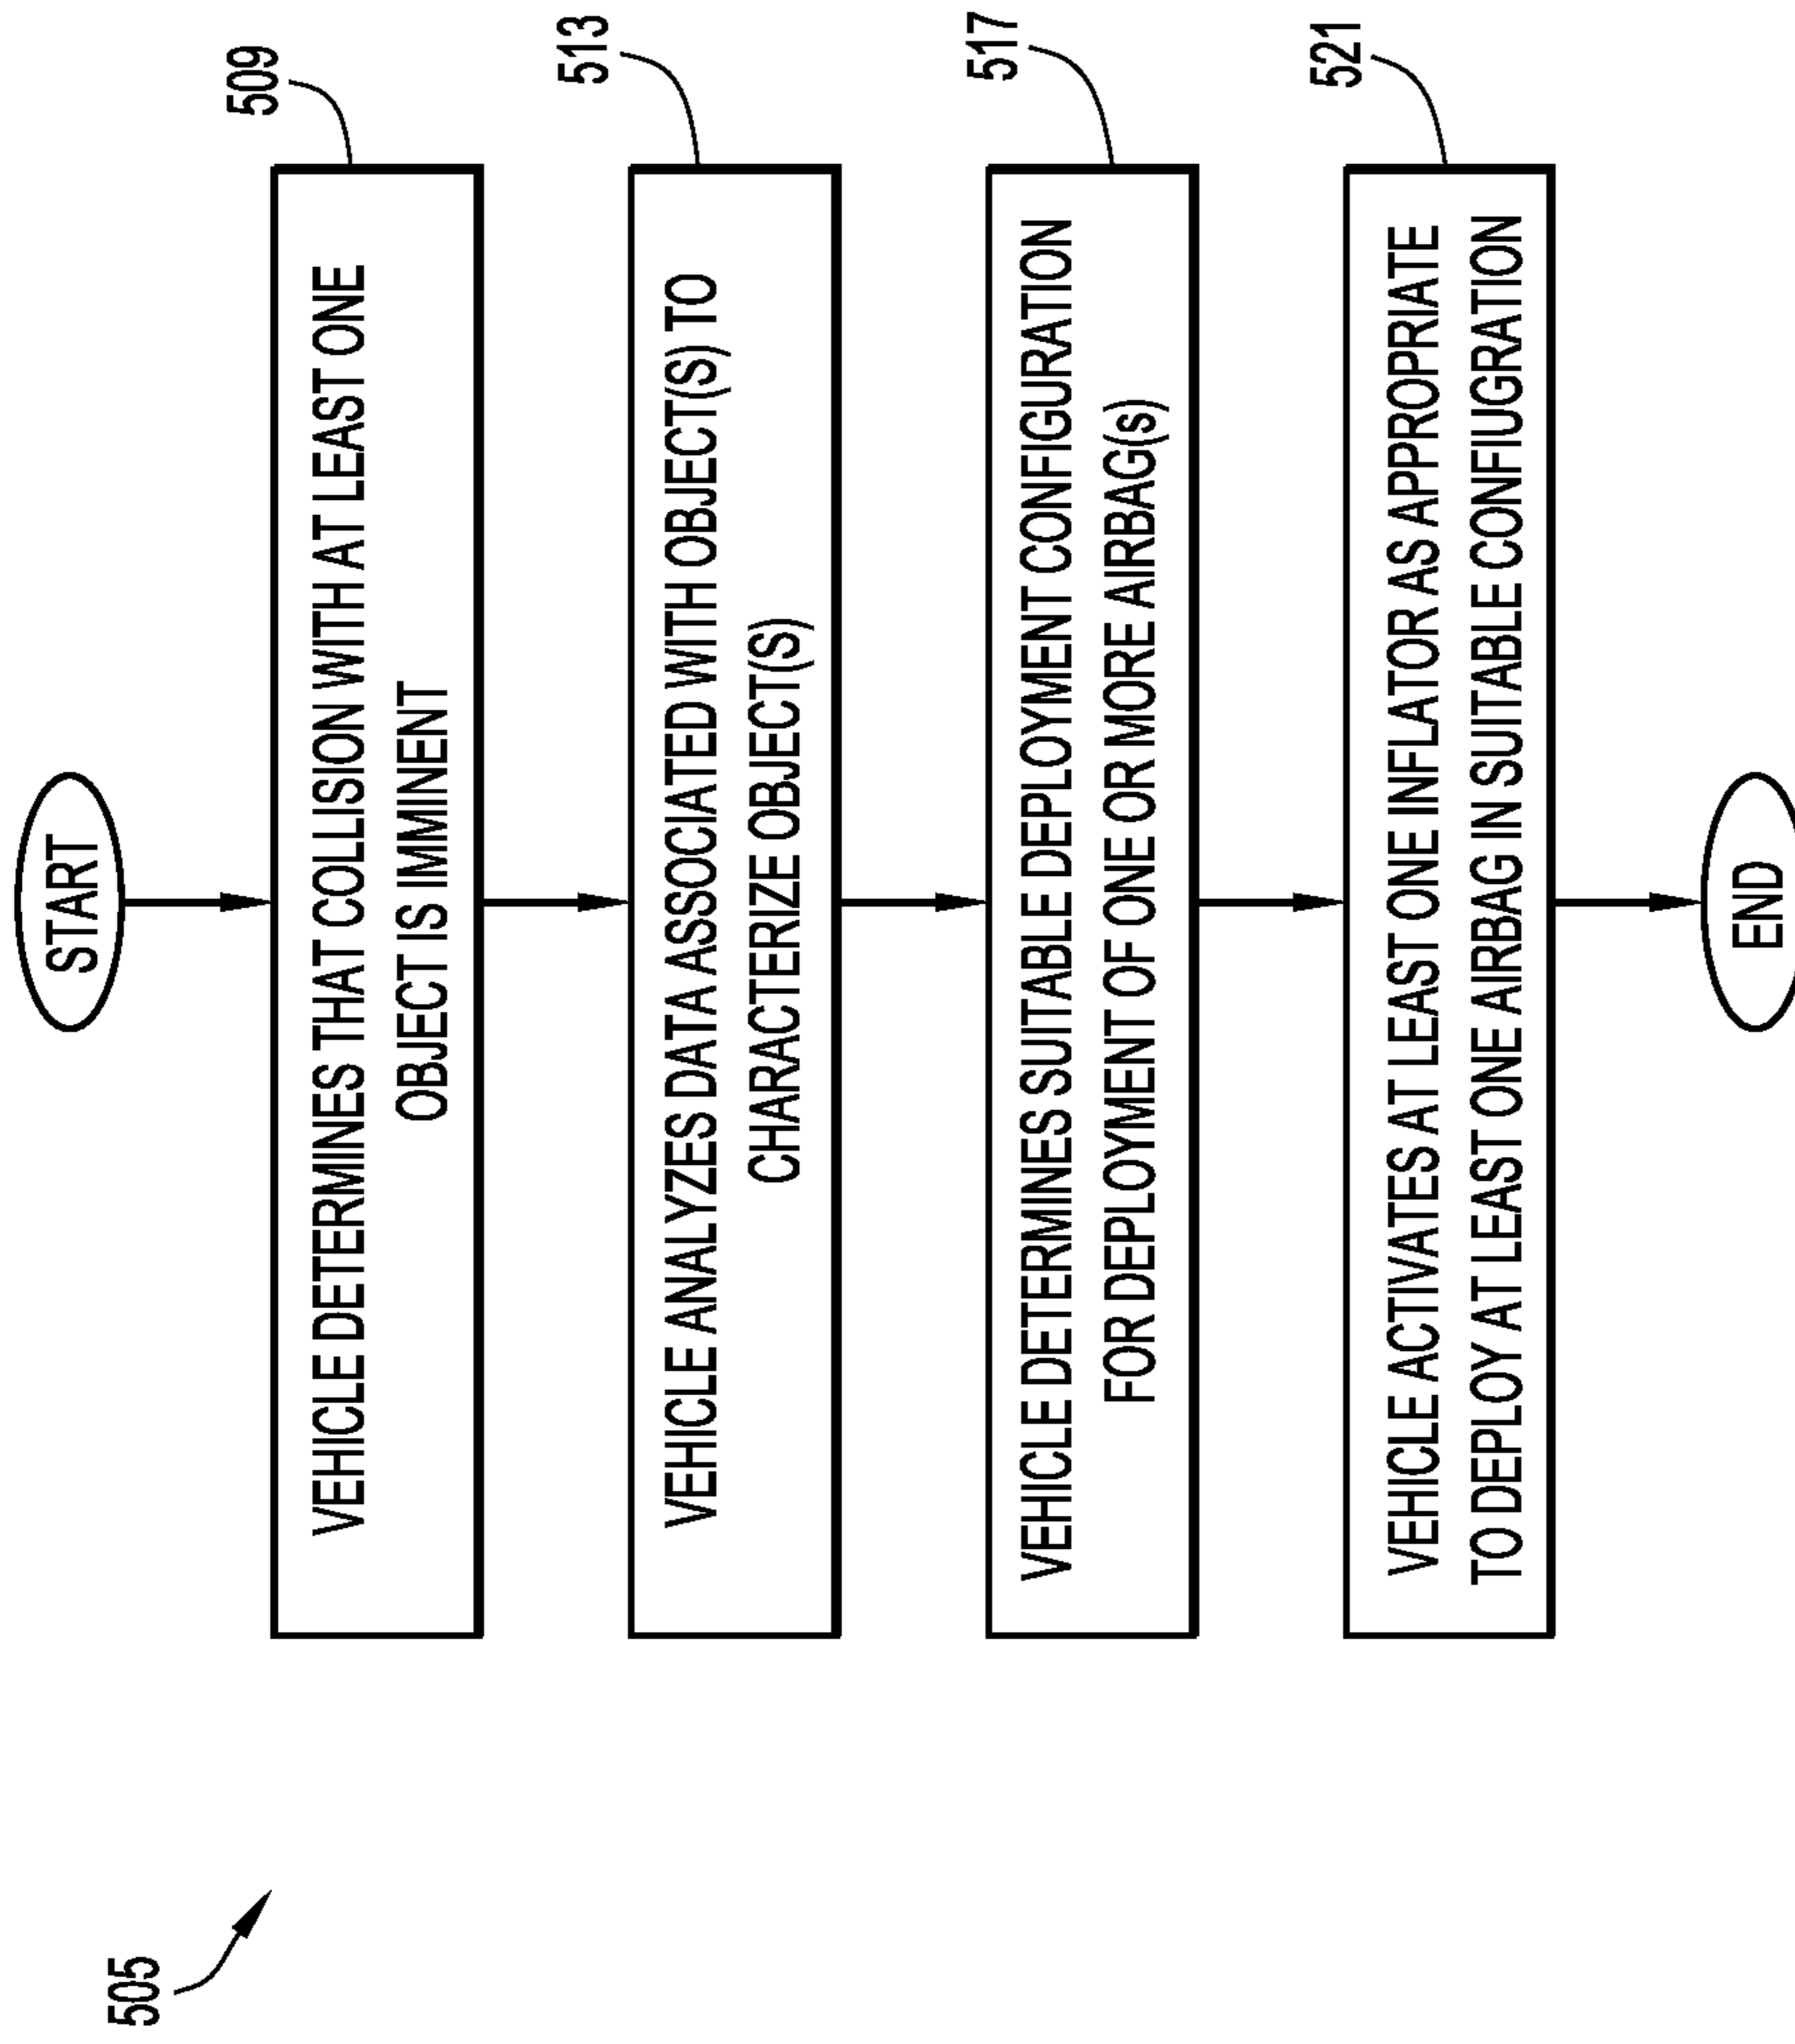 505
START
VEHICLE DETERMINES THAT COLLISION WITH AT LEAST ONE
OBJECT IS IMMINENT
509
VEHICLE ANALYZES DATA ASSOCIATED WITH OBJECT(S) TO
CHARACTERIZE OBJECT(S)
513
VEHICLE DETERMINES SUITABLE DEPLOYMENT CONFIGURATION
FOR DEPLOYMENT OF ONE OR MORE AIRBAG(s)
517
VEHICLE ACTIVATES AT LEAST ONE INFLATOR AS APPROPRIATE
TO DEPLOY AT LEAST ONE AIRBAG IN SUITABLE CONFIUGRATION
521
END